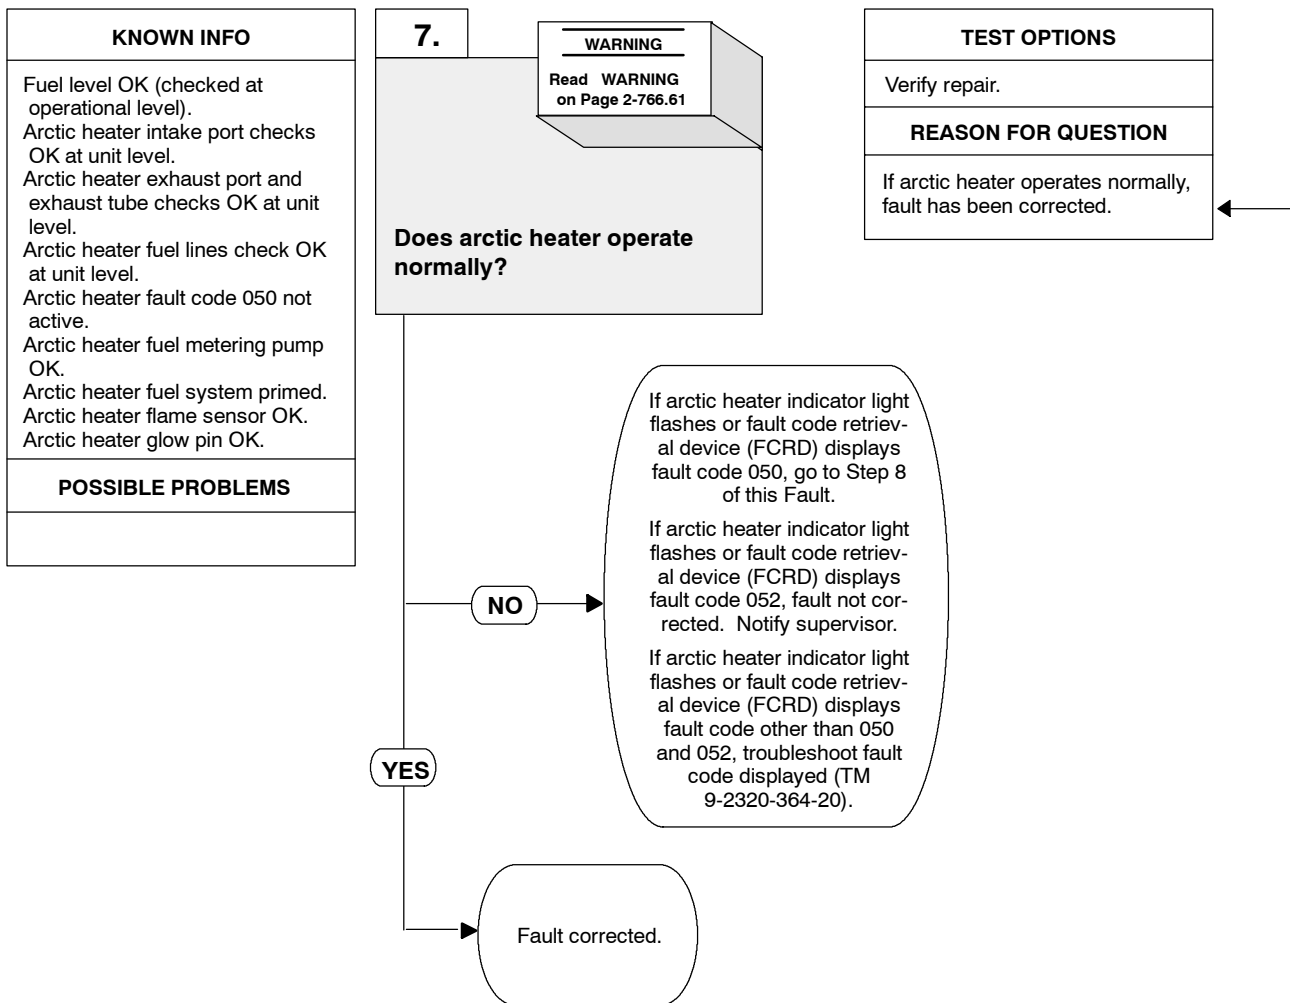 KNOWN INFO
Fuel level OK (checked at
operational level).
Arctic heater intake port checks
OK at unit level.
Arctic heater exhaust port and
exhaust tube checks OK at unit
level.
Arctic heater fuel lines check OK
at unit level.
Arctic heater fault code 050 not
active.
Arctic heater fuel metering pump
OK.
Arctic heater fuel system primed.
Arctic heater flame sensor OK.
Arctic heater glow pin OK.
POSSIBLE PROBLEMS
7.
WARNING
Read WARNING
on Page 2-766.61
Does arctic heater operate
normally?
TEST OPTIONS
Verify repair.
REASON FOR QUESTION
If arctic heater operates normally,
fault has been corrected.
NO
If arctic heater indicator light
flashes or fault code retriev-
al device (FCRD) displays
fault code 050, go to Step 8
of this Fault.
If arctic heater indicator light
flashes or fault code retriev-
al device (FCRD) displays
fault code 052, fault not cor-
rected. Notify supervisor.
If arctic heater indicator light
flashes or fault code retriev-
al device (FCRD) displays
fault code other than 050
and 052, troubleshoot fault
code displayed (TM
9-2320-364-20).
YES
Fault corrected.